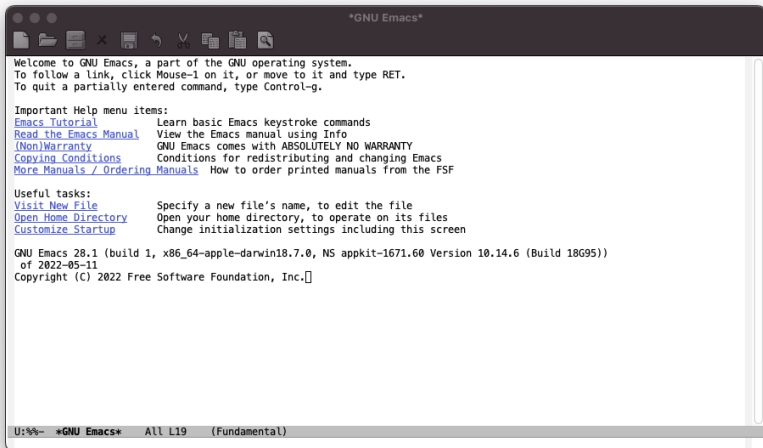 *GNU Emacs*
Welcome to GNU Emacs, a part of the GNU operating system.
To follow a link, click Mouse-1 on it, or move to it and type RET.
To quit a partially entered command, type Control-g.
Important Help menu items:
Emacs Tutorial Learn basic Emacs keystroke commands
Read the Emacs Manual View the Emacs manual using Info
(Non)Warranty GNU Emacs comes with ABSOLUTELY NO WARRANTY
Copying Conditions Conditions for redistributing and changing Emacs
More Manuals / Ordering Manuals How to order printed manuals from the FSF
Useful tasks:
Visit New File Specify a new file’s name, to edit the file
Open Home Directory Open your home directory, to operate on its files
Customize Startup Change initialization settings including this screen
GNU Emacs 28.1 (build 1, x86_64-apple-darwin18.7.0, NS appkit-1671.60 Version 10.14.6 (Build 18G95))
of 2022-05-11
Copyright (C) 2022 Free Software Foundation, Inc.
U:%%- *GNU Emacs* All L19 (Fundamental)